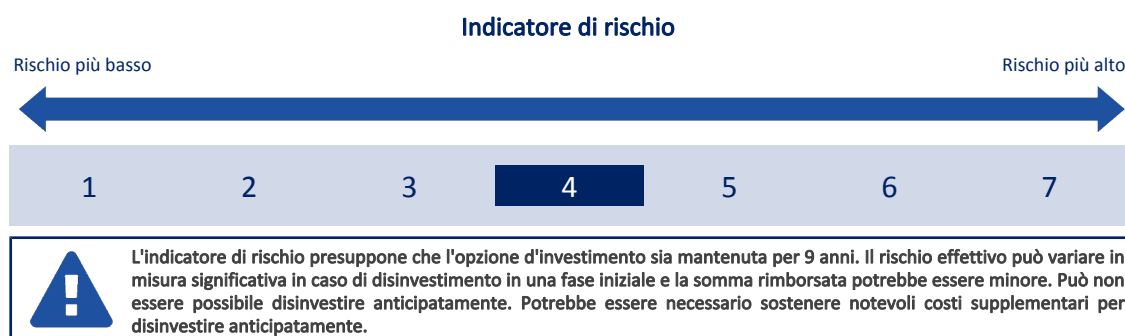 Indicatore di rischio
Rischio più basso
Rischio più alto
1 2 3 4 5 6 7
L'indicatore di rischio presuppone che l'opzione d'investimento sia mantenuta per 9 anni. Il rischio effettivo può variare in
misura significativa in caso di disinvestimento in una fase iniziale e la somma rimborsata potrebbe essere minore. Può non
essere possibile disinvestire anticipatamente. Potrebbe essere necessario sostenere notevoli costi supplementari per
disinvestire anticipatamente.